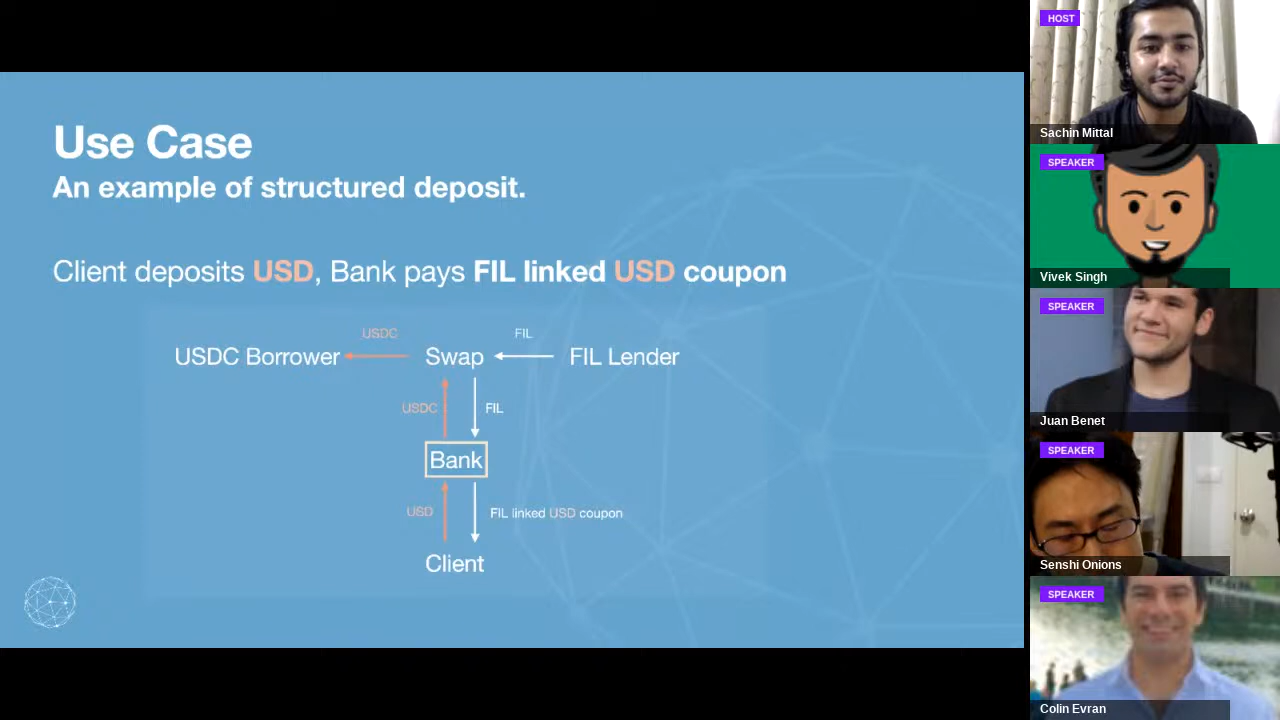 Use Case
An example of structured deposit.
Client deposits USD, Bank pays FIL linked USD coupon
USDC FIL
USDC Borrower Swap FIL Lender
USDC FIL
Bank
USD FIL linked USD coupon
Client
HOST
Sachin Mittal
SPEAKER
Vivek Singh
SPEAKER
Juan Benet
SPEAKER
Senshi Onions
SPEAKER
Colin Evran